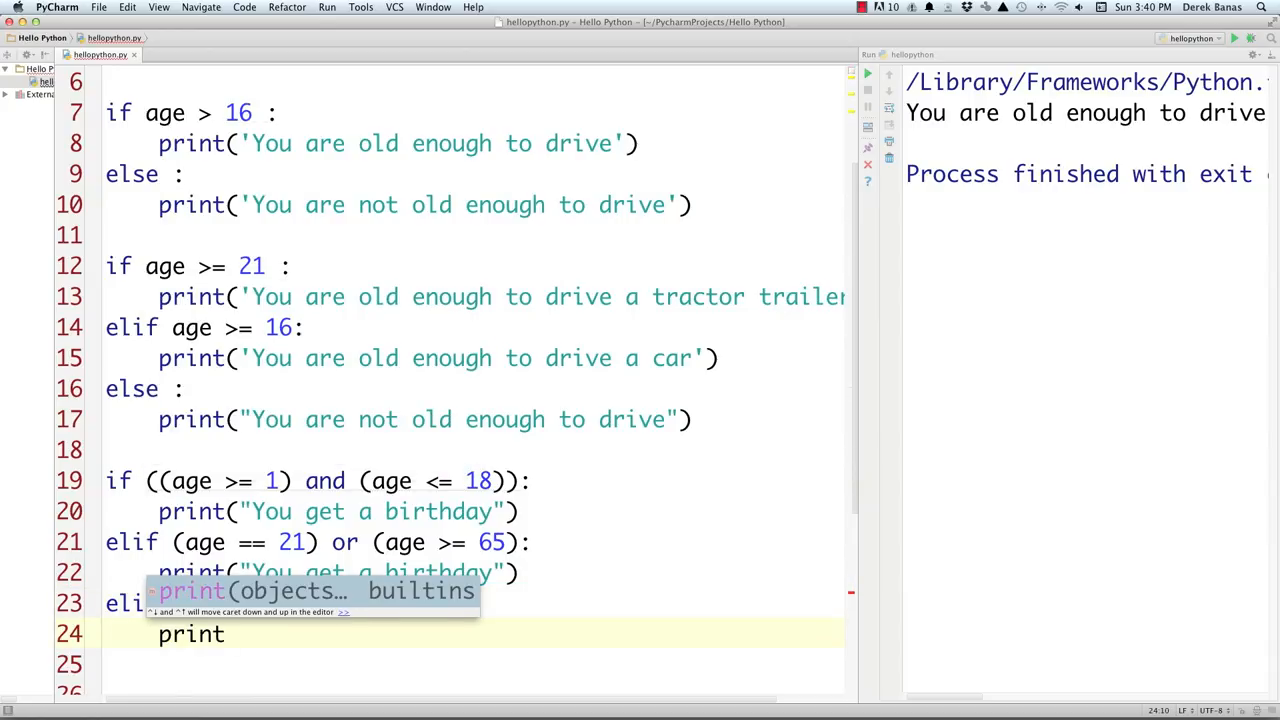 PyCharm File Edit View Navigate Code Refactor Run Tools VCS Window Help 10 Sun 3:40 PM Derek Banas
hellopython.py – Hello Python – [~/PycharmProjects/Hello Python]
Hello Python hellopython.py hellopython
hellopython.py Run hellopython
Hello P
hell
Externa
6
7 if age > 16 :
8 print('You are old enough to drive')
9 else :
10 print('You are not old enough to drive')
11
12 if age >= 21 :
13 print('You are old enough to drive a tractor trailer
14 elif age >= 16:
15 print('You are old enough to drive a car')
16 else :
17 print("You are not old enough to drive")
18
19 if ((age >= 1) and (age <= 18)):
20 print("You get a birthday")
21 elif (age == 21) or (age >= 65):
22 print("You get a birthday")
23 eli
24 print
25
26
print(objects… builtins
^↓ and ^↑ will move caret down and up in the editor >>
/Library/Frameworks/Python.
You are old enough to drive
Process finished with exit
24:10 LF UTF-8